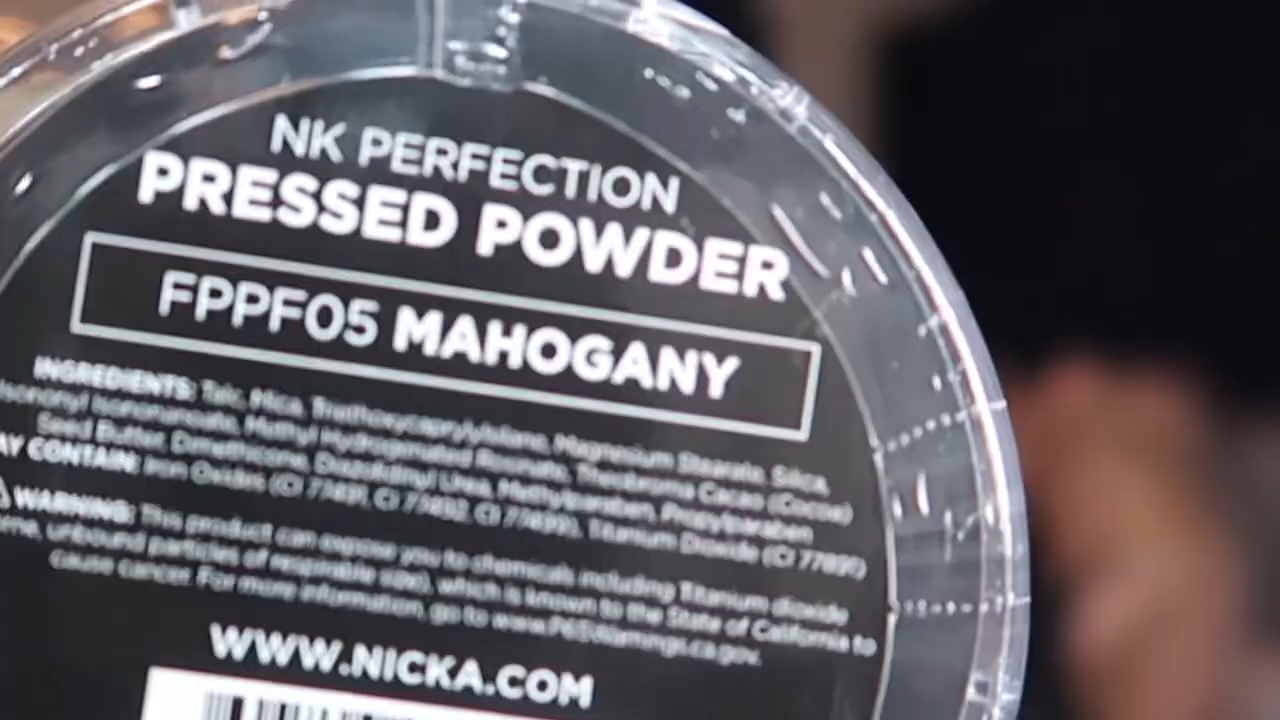 NK PERFECTION
PRESSED POWDER
FPPF05 MAHOGANY
INGREDIENTS: Talc, Mica, Triethoxycaprylylsilane, Magnesium Stearate, Silica,
Isononyl Isononanoate, Methyl Hydrogenated Rosinate, Theobroma Cacao (Cocoa)
Seed Butter, Dimethicone, Diazolidinyl Urea, Methylparaben, Propylparaben
AY CONTAIN: Iron Oxides (CI 77491, CI 77492, CI 77499), Titanium Dioxide (CI 77891)
WARNING: This product can expose you to chemicals including Titanium dioxide
unbound particles of respirable size), which is known to the State of California to
cause cancer. For more information, go to www.P65Warnings.ca.gov.
WWW.NICKA.COM